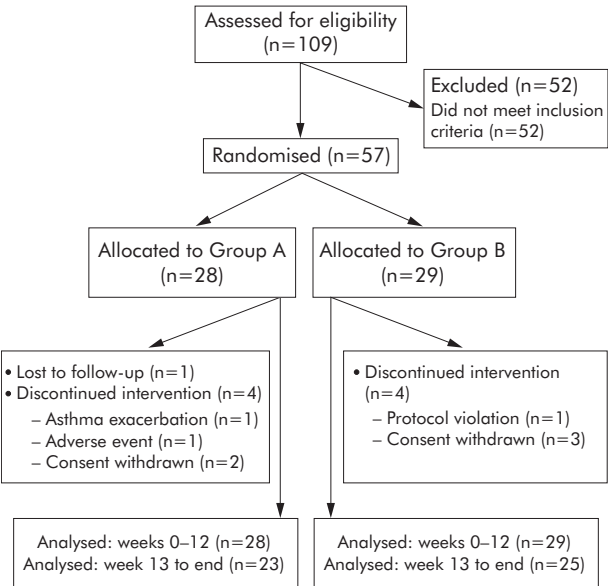 Assessed for eligibility
(n=109)
Excluded (n=52)
Did not meet inclusion
criteria (n=52)
Randomised (n=57)
Allocated to Group A
(n=28)
Allocated to Group B
(n=29)
• Lost to follow-up (n=1)
• Discontinued intervention (n=4)
– Asthma exacerbation (n=1)
– Adverse event (n=1)
– Consent withdrawn (n=2)
• Discontinued intervention
(n=4)
– Protocol violation (n=1)
– Consent withdrawn (n=3)
Analysed: weeks 0–12 (n=28)
Analysed: week 13 to end (n=23)
Analysed: weeks 0–12 (n=29)
Analysed: week 13 to end (n=25)